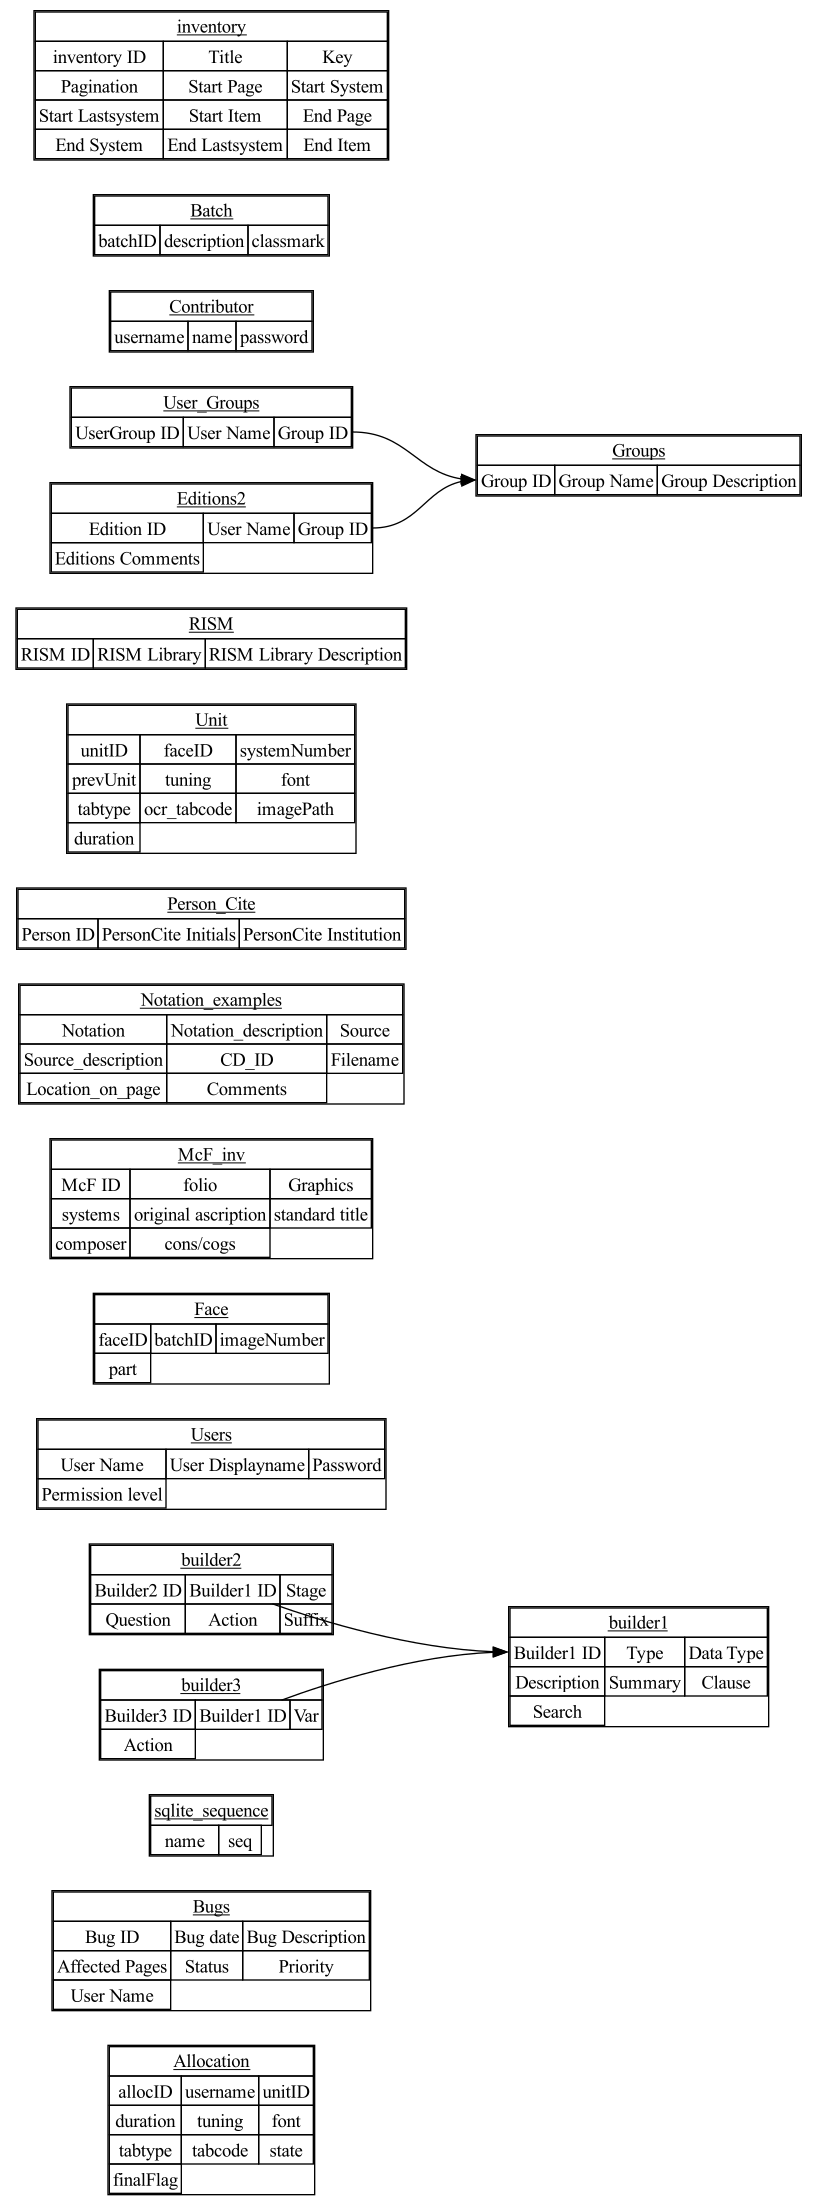 inventory
inventory ID Title Key
Pagination Start Page Start System
Start Lastsystem Start Item End Page
End System End Lastsystem End Item
Batch
batchID description classmark
Contributor
username name password
User_Groups
UserGroup ID User Name Group ID
Groups
Group ID Group Name Group Description
Editions2
Edition ID User Name Group ID
Editions Comments
RISM
RISM ID RISM Library RISM Library Description
Unit
unitID faceID systemNumber
prevUnit tuning font
tabtype ocr_tabcode imagePath
duration
Person_Cite
Person ID PersonCite Initials PersonCite Institution
Notation_examples
Notation Notation_description Source
Source_description CD_ID Filename
Location_on_page Comments
McF_inv
McF ID folio Graphics
systems original ascription standard title
composer cons/cogs
Face
faceID batchID imageNumber
part
Users
User Name User Displayname Password
Permission level
builder2
Builder2 ID Builder1 ID Stage
Question Action Suffix
builder1
Builder1 ID Type Data Type
Description Summary Clause
Search
builder3
Builder3 ID Builder1 ID Var
Action
sqlite_sequence
name seq
Bugs
Bug ID Bug date Bug Description
Affected Pages Status Priority
User Name
Allocation
allocID username unitID
duration tuning font
tabtype tabcode state
finalFlag